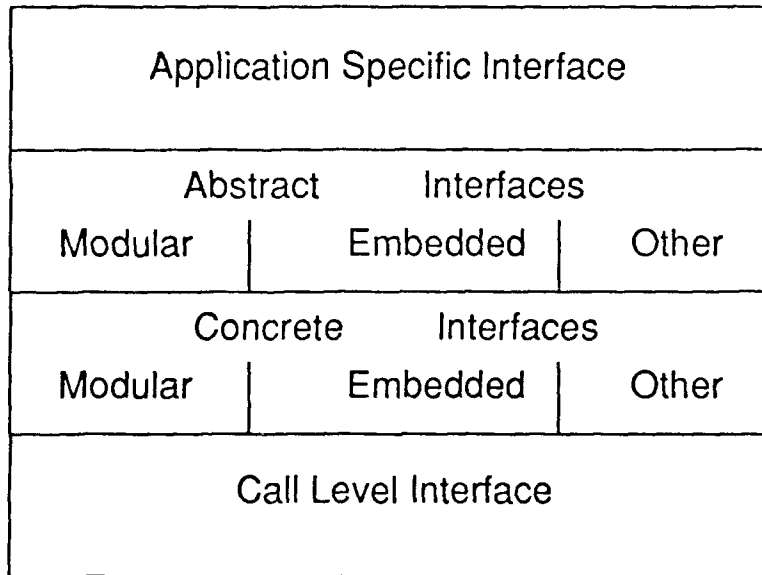 Application Specific Interface
Abstract Interfaces
Modular Embedded Other
Concrete Interfaces
Modular Embedded Other
Call Level Interface